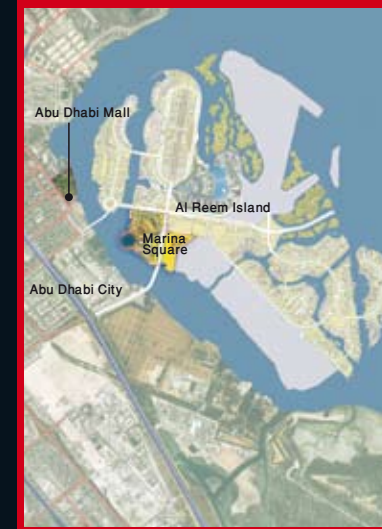 Abu Dhabi Mall
Al Reem Island
Marina
Square
Abu Dhabi City